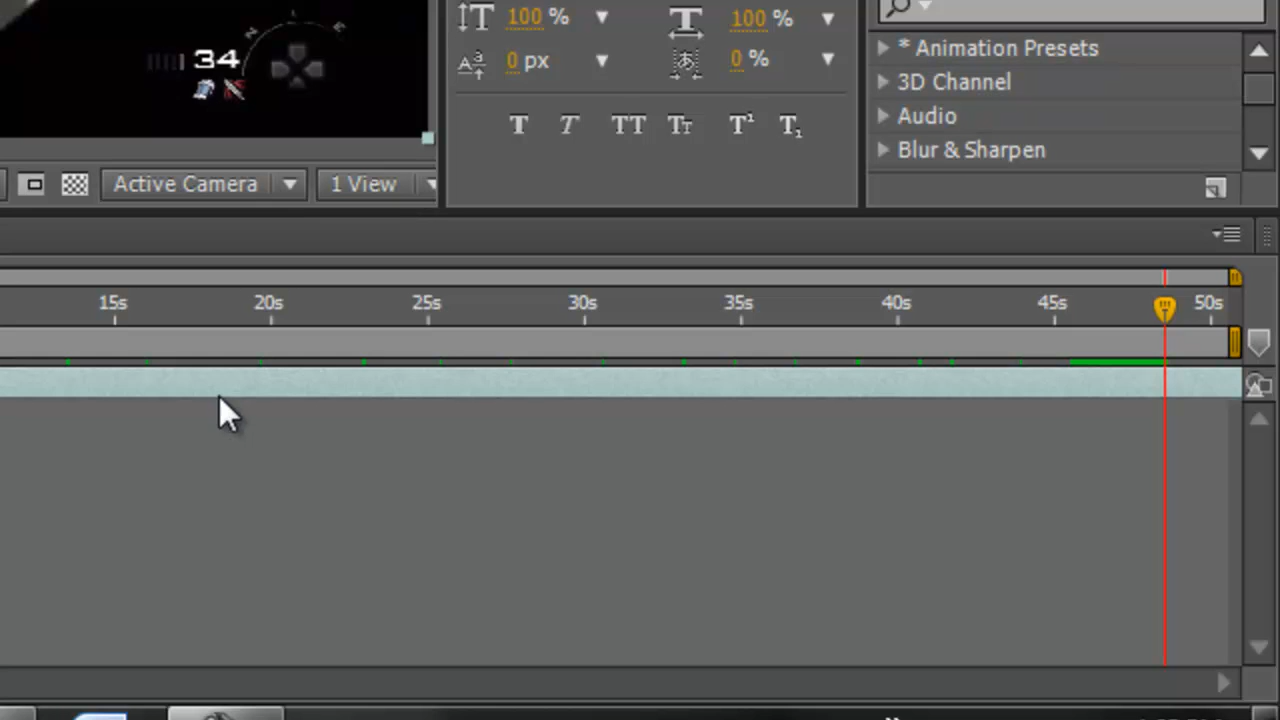 100 %
100 %
34
0 px
0 %
* Animation Presets
3D Channel
Audio
Blur & Sharpen
T T TT Tт T¹ T₁
Active Camera
1 View
15s 20s 25s 30s 35s 40s 45s 50s